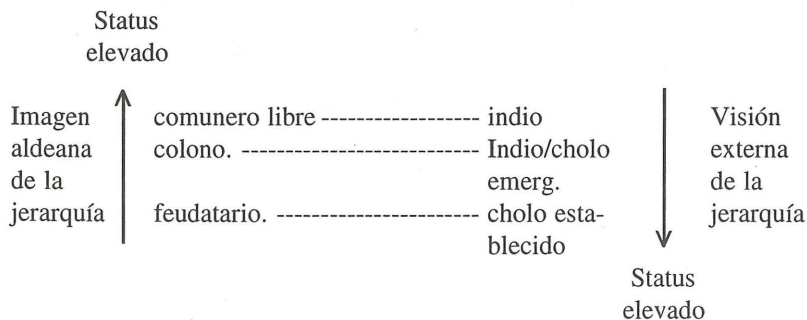 Status
elevado
Imagen
aldeana
de la
jerarquía
comunero libre ------------------- indio
colono. ---------------------------- Indio/cholo
emerg.
feudatario. ------------------------ cholo esta-
blecido
Visión
externa
de la
jerarquía
Status
elevado